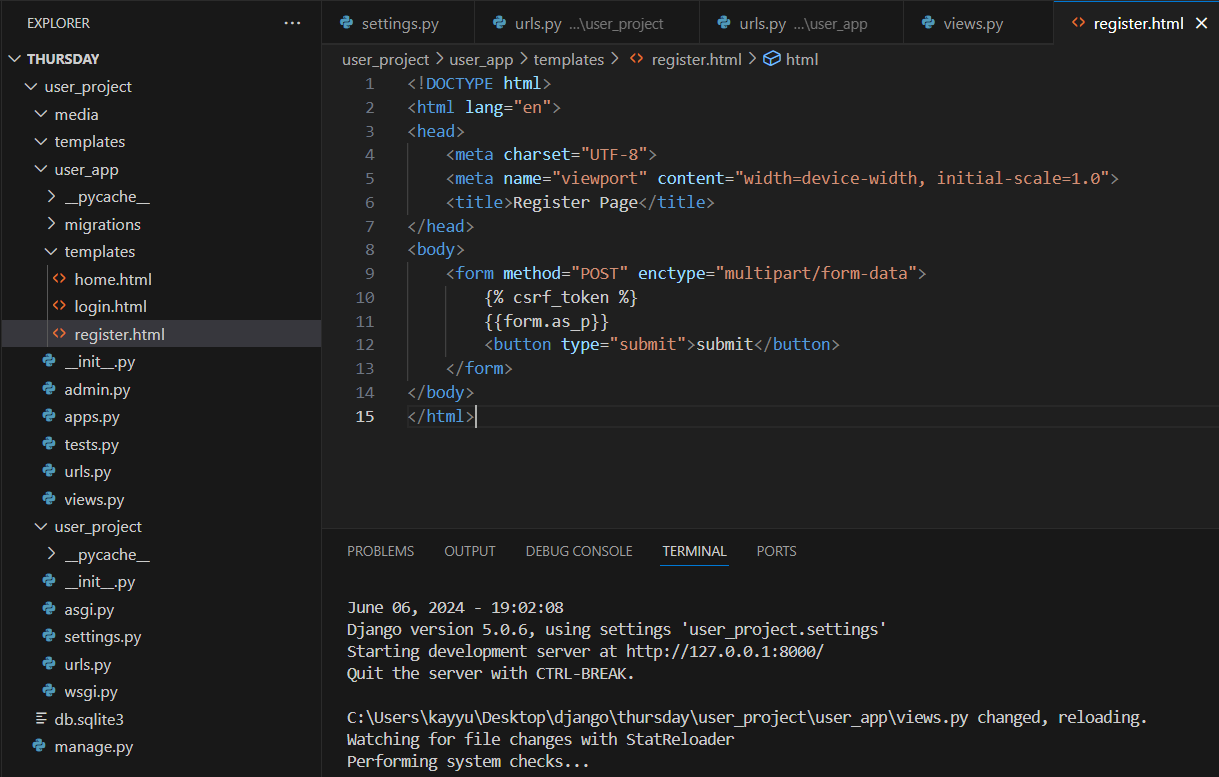 EXPLORER ...
THURSDAY
user_project
media
templates
user_app
__pycache__
migrations
templates
home.html
login.html
register.html
__init__.py
admin.py
apps.py
tests.py
urls.py
views.py
user_project
__pycache__
__init__.py
asgi.py
settings.py
urls.py
wsgi.py
db.sqlite3
manage.py
settings.py urls.py ...\user_project urls.py ...\user_app views.py register.html
user_project > user_app > templates > register.html > html
1 <!DOCTYPE html>
2 <html lang="en">
3 <head>
4 <meta charset="UTF-8">
5 <meta name="viewport" content="width=device-width, initial-scale=1.0">
6 <title>Register Page</title>
7 </head>
8 <body>
9 <form method="POST" enctype="multipart/form-data">
10 {% csrf_token %}
11 {{form.as_p}}
12 <button type="submit">submit</button>
13 </form>
14 </body>
15 </html>
PROBLEMS OUTPUT DEBUG CONSOLE TERMINAL PORTS
June 06, 2024 - 19:02:08
Django version 5.0.6, using settings 'user_project.settings'
Starting development server at http://127.0.0.1:8000/
Quit the server with CTRL-BREAK.
C:\Users\kayyu\Desktop\django\thursday\user_project\user_app\views.py changed, reloading.
Watching for file changes with StatReloader
Performing system checks...